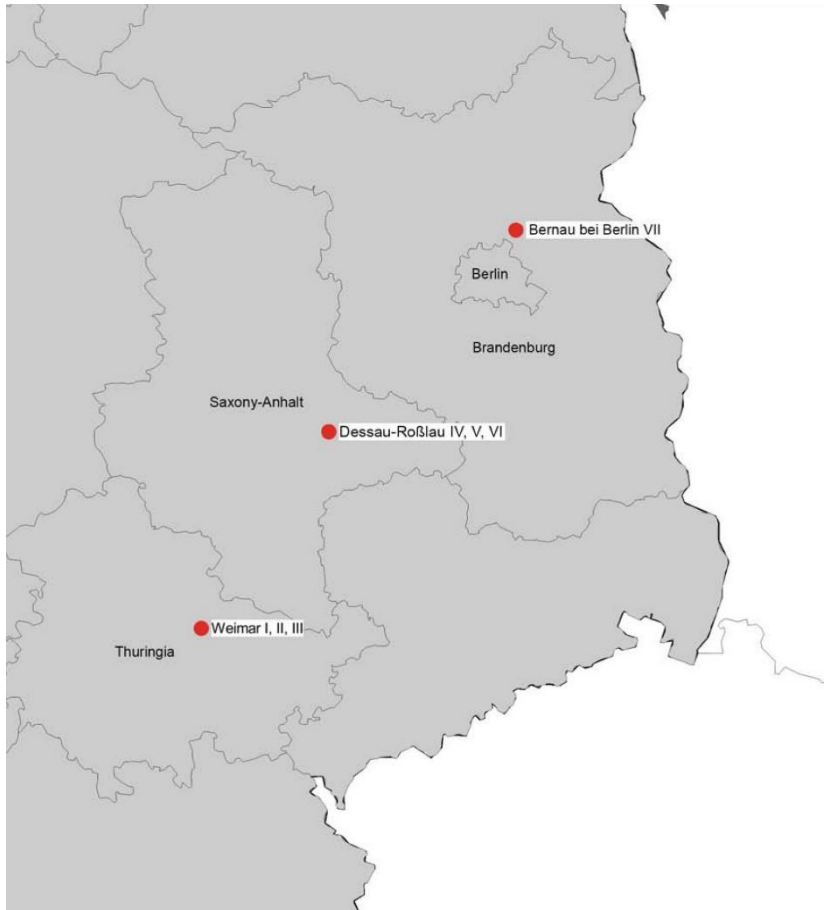 Bernau bei Berlin VII
Berlin
Brandenburg
Saxony-Anhalt
Dessau-Roßlau IV, V, VI
Weimar I, II, III
Thuringia